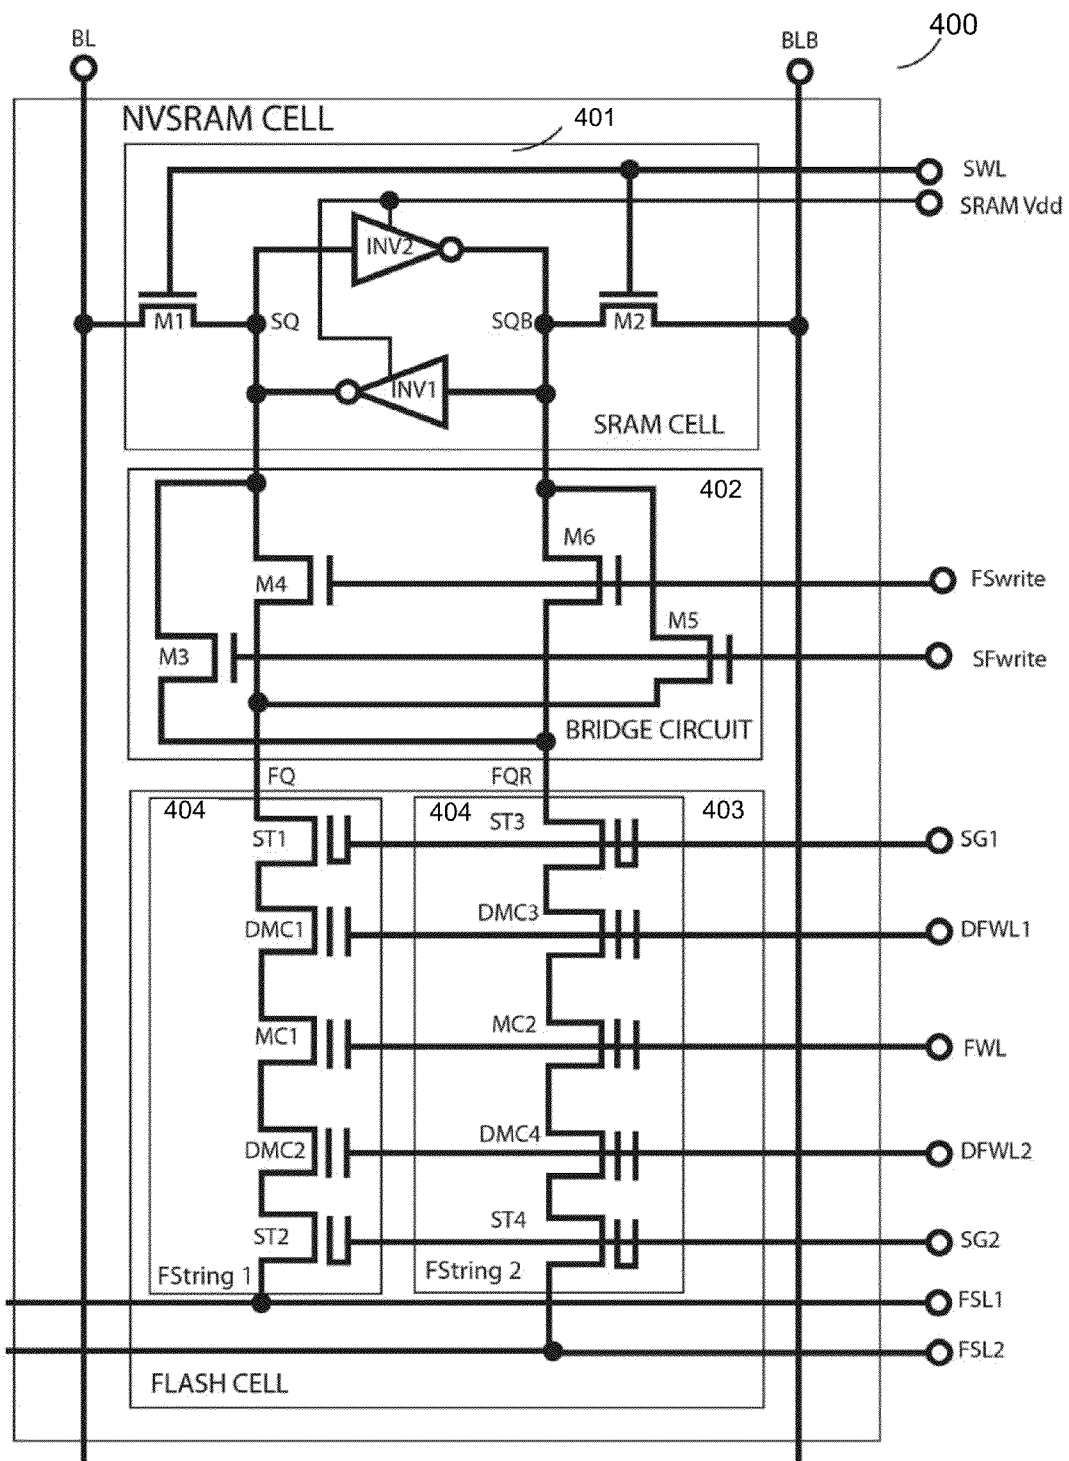 400
BL
BLB
NVSRAM CELL
401
SWL
SRAM Vdd
INV2
M1
SQ
SQB
M2
INV1
SRAM CELL
402
M6
M4
FSwrite
M5
M3
SFwrite
BRIDGE CIRCUIT
FQ
FQR
404
404
403
ST1
ST3
SG1
DMC1
DMC3
DFWL1
MC1
MC2
FWL
DMC2
DMC4
DFWL2
ST2
ST4
SG2
FString 1
FString 2
FSL1
FSL2
FLASH CELL